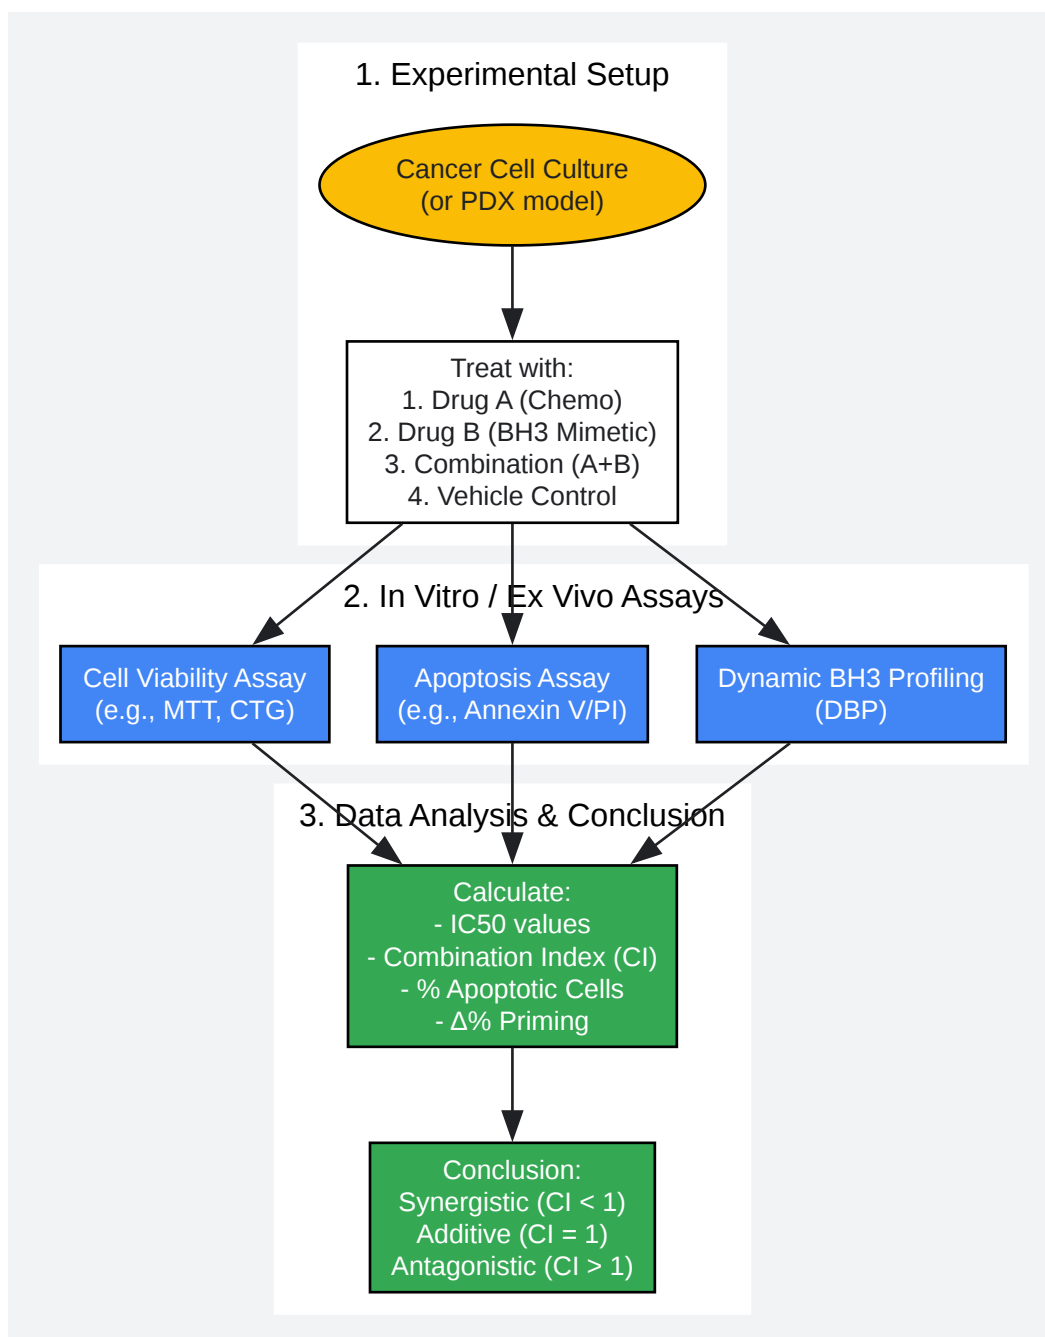 1. Experimental Setup
Cancer Cell Culture
(or PDX model)
Treat with:
1. Drug A (Chemo)
2. Drug B (BH3 Mimetic)
3. Combination (A+B)
4. Vehicle Control
2. In Vitro / Ex Vivo Assays
Cell Viability Assay
(e.g., MTT, CTG)
Apoptosis Assay
(e.g., Annexin V/PI)
Dynamic BH3 Profiling
(DBP)
3. Data Analysis & Conclusion
Calculate:
- IC50 values
- Combination Index (CI)
- % Apoptotic Cells
- Δ% Priming
Conclusion:
Synergistic (CI < 1)
Additive (CI = 1)
Antagonistic (CI > 1)